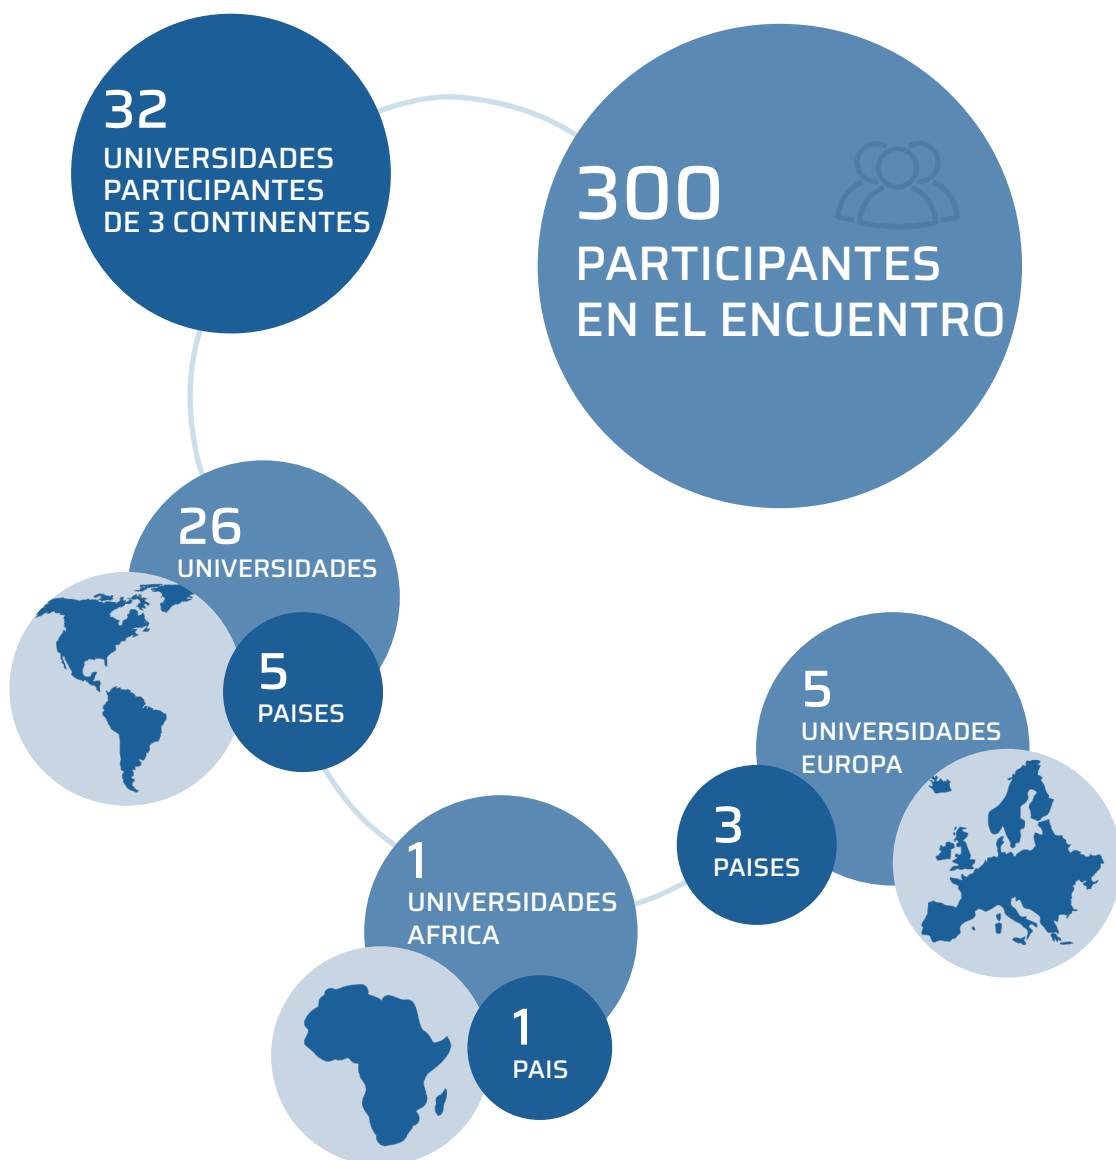 32
UNIVERSIDADES
PARTICIPANTES
DE 3 CONTINENTES
300
PARTICIPANTES
EN EL ENCUENTRO
26
UNIVERSIDADES
5
PAISES
1
UNIVERSIDADES
AFRICA
1
PAIS
5
UNIVERSIDADES
EUROPA
3
PAISES